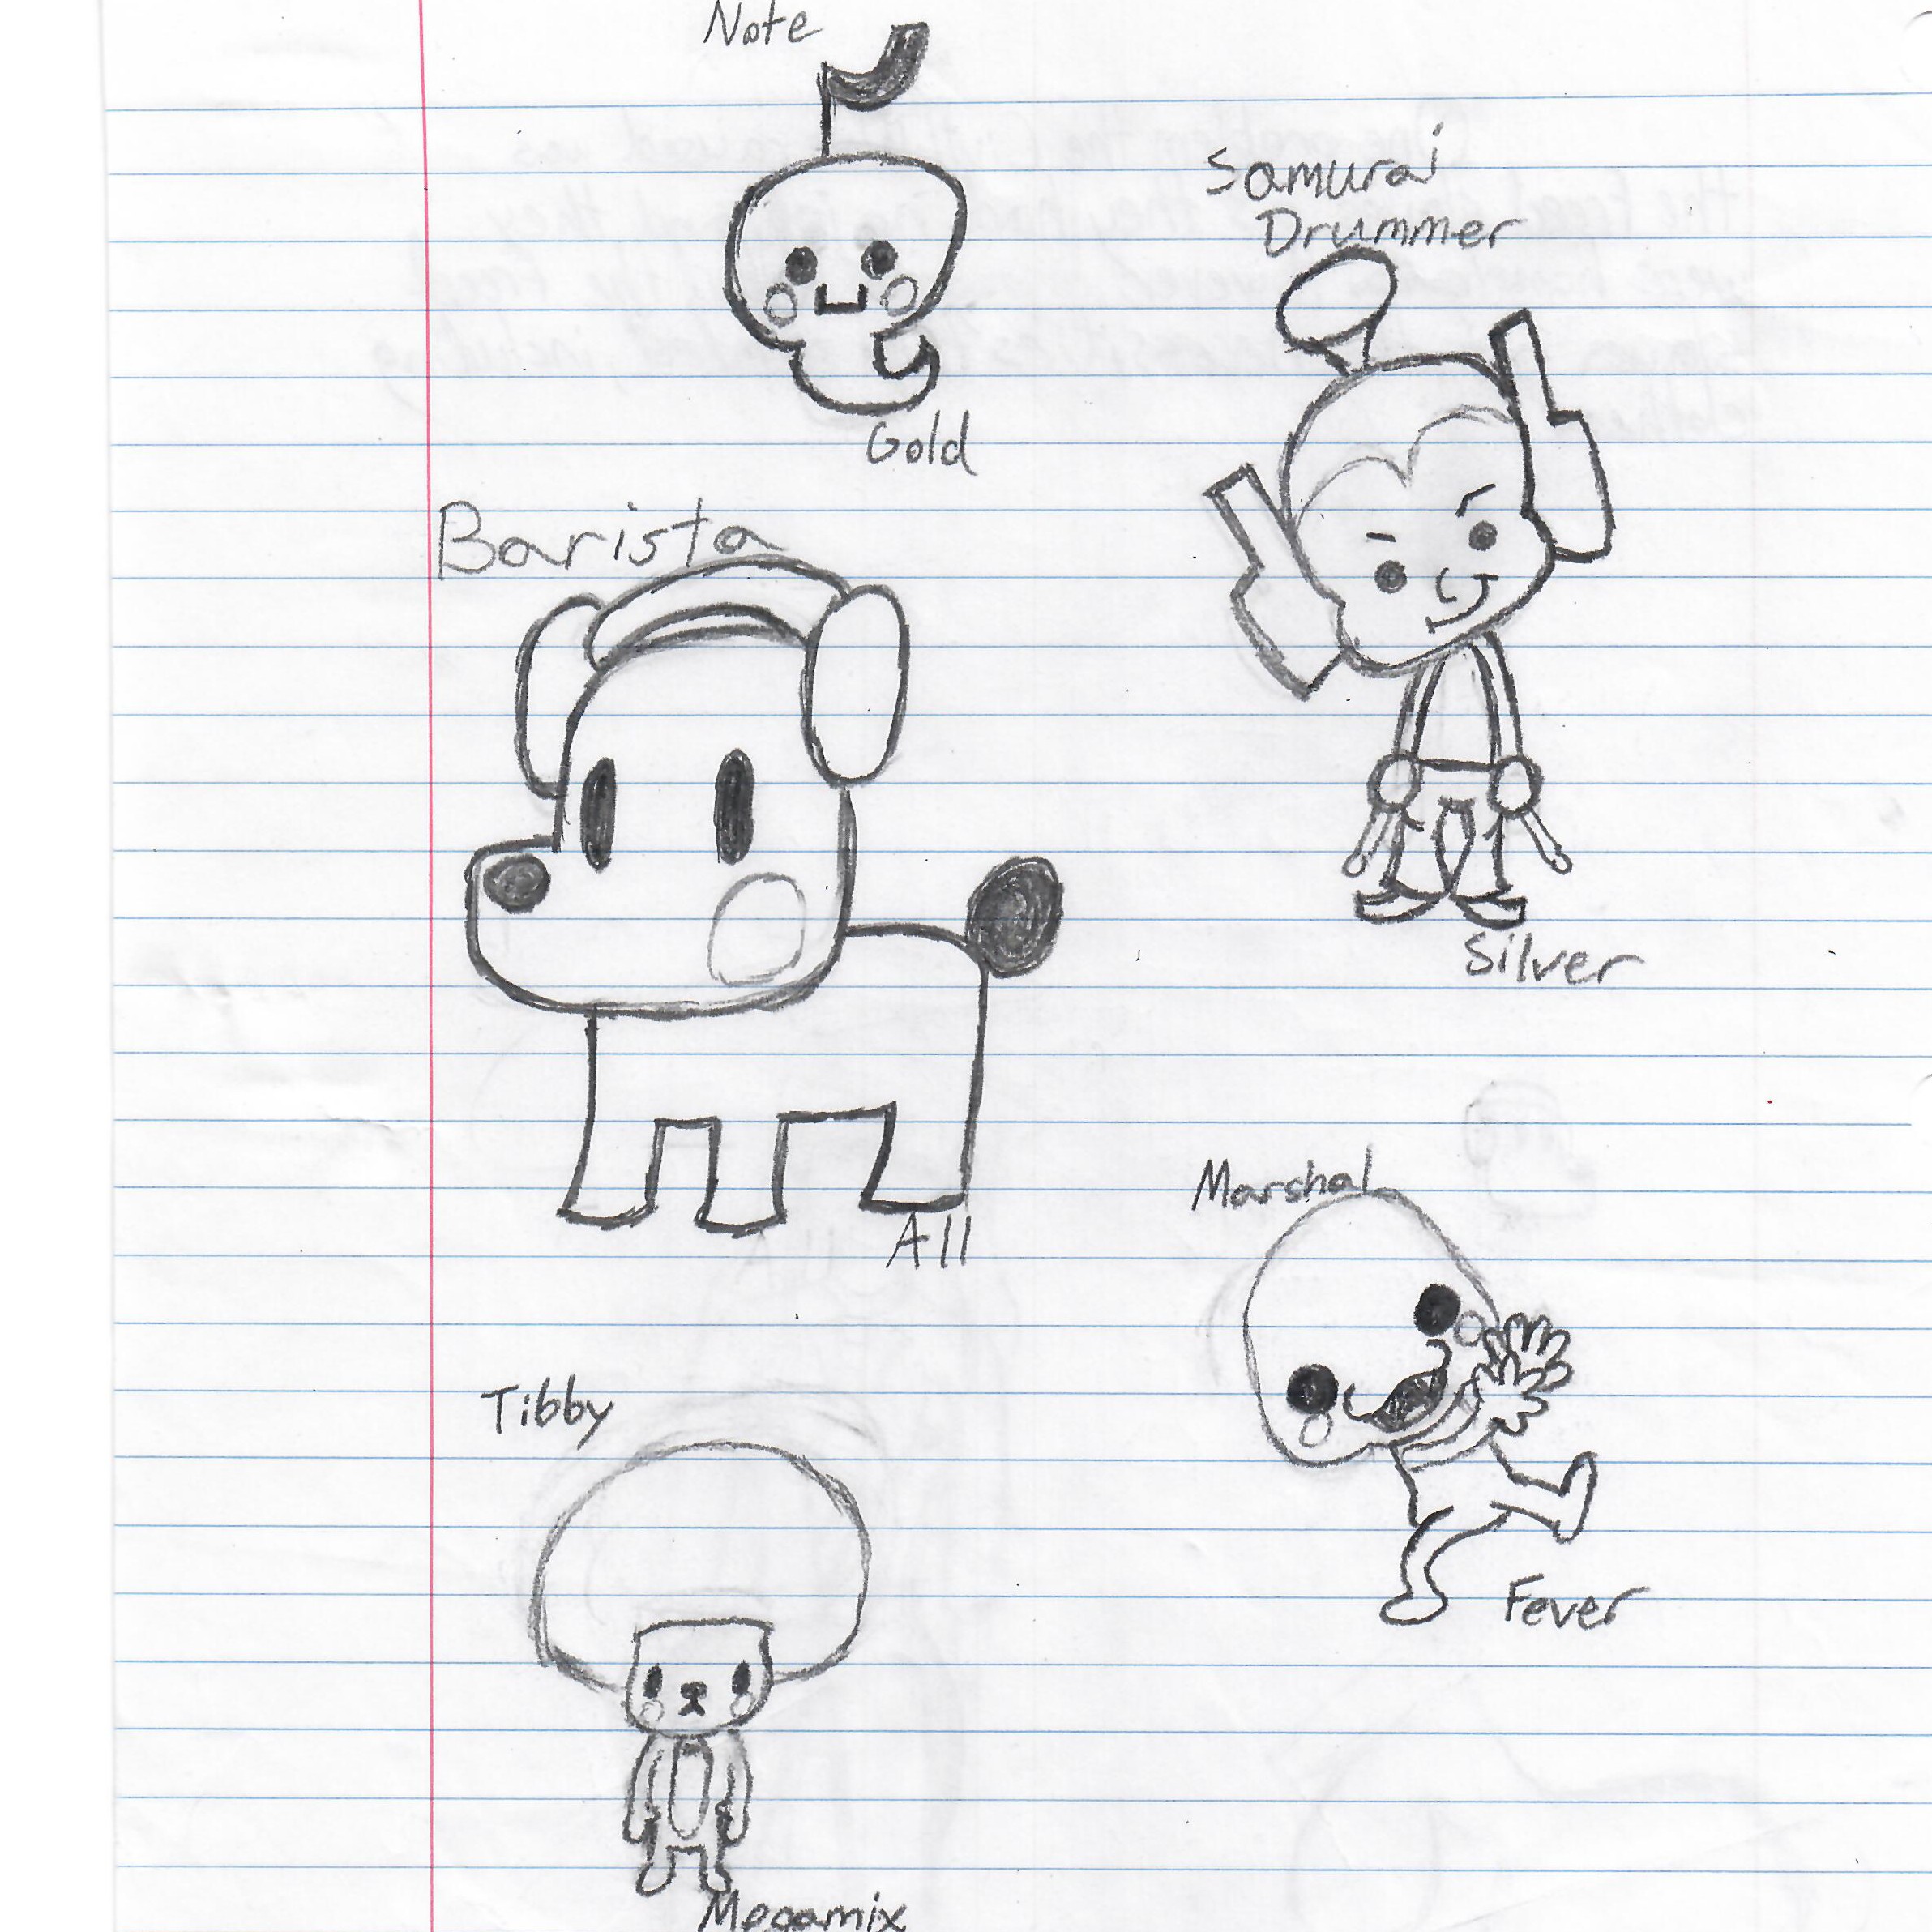 Note
Samurai
Drummer
Gold
Barista
Silver
Marshal
All
Tibby
Fever
Megamix